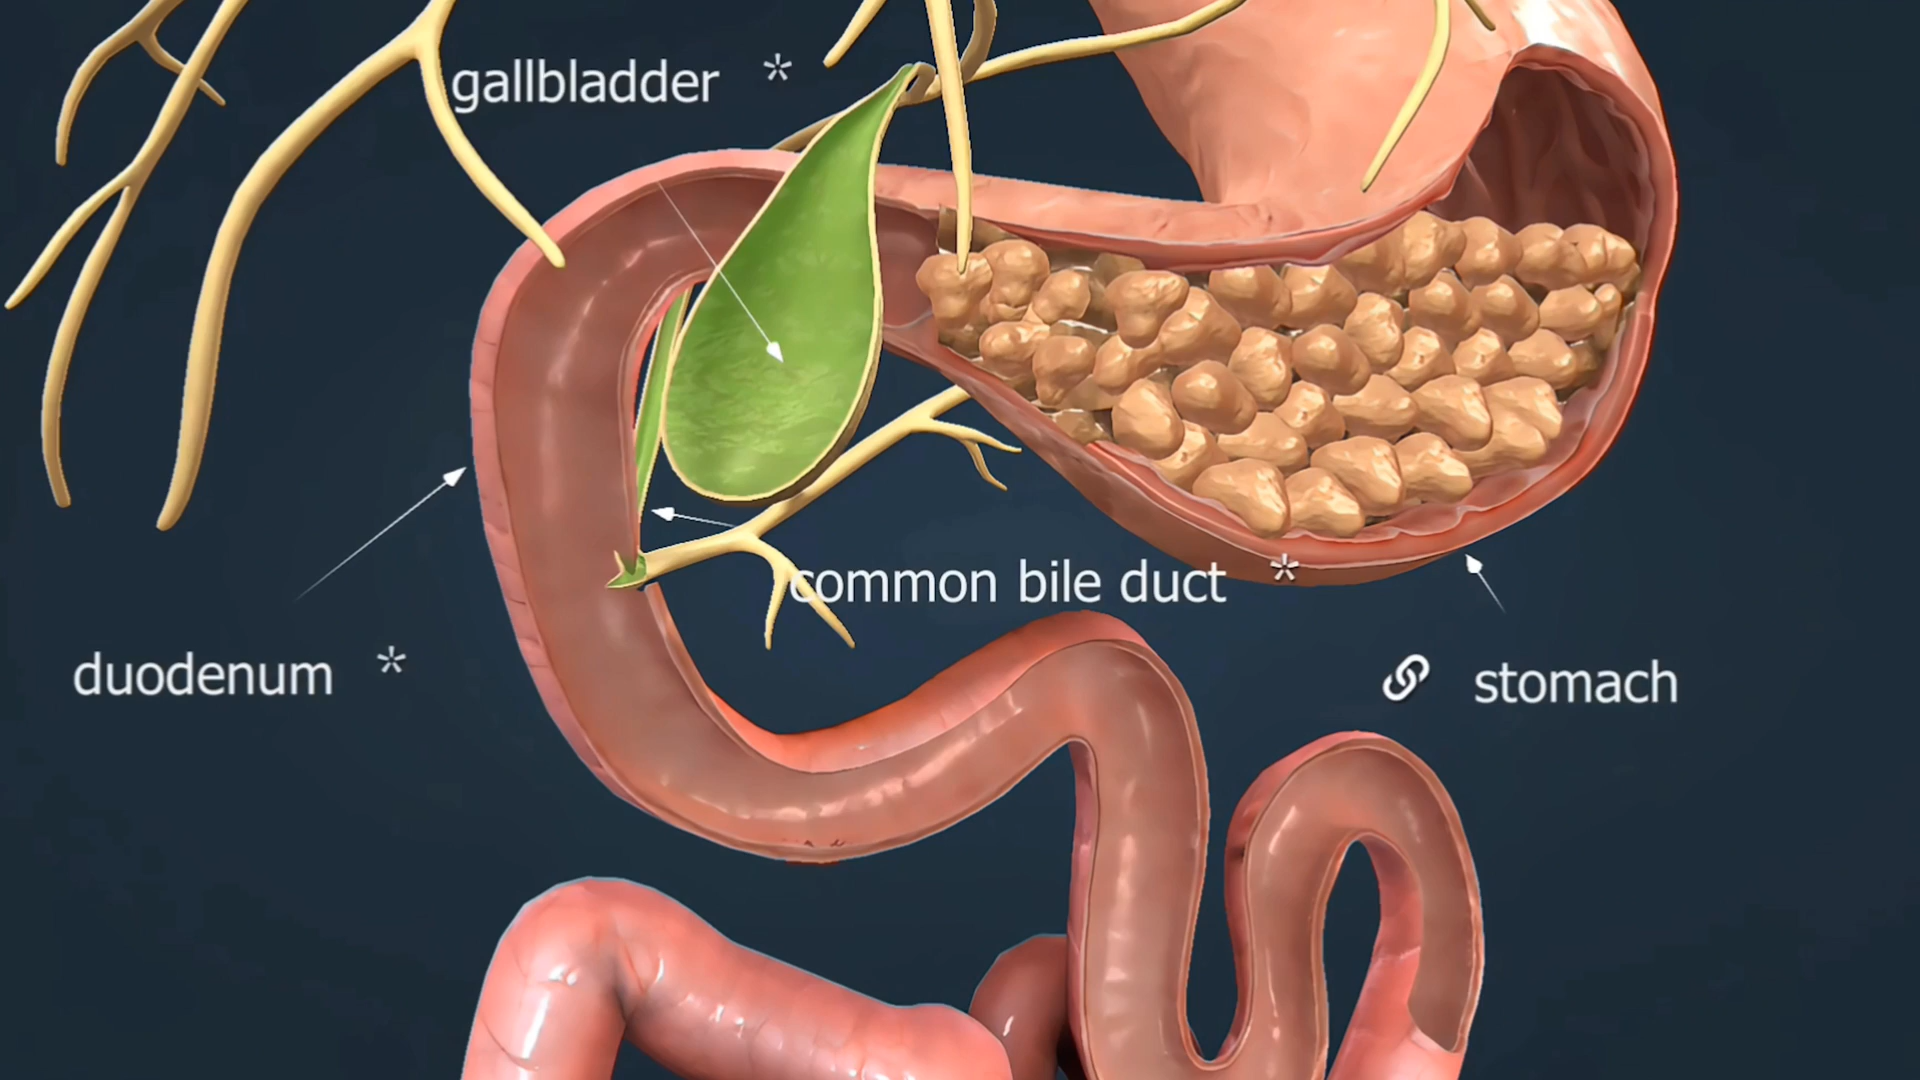 gallbladder *
common bile duct *
duodenum *
stomach